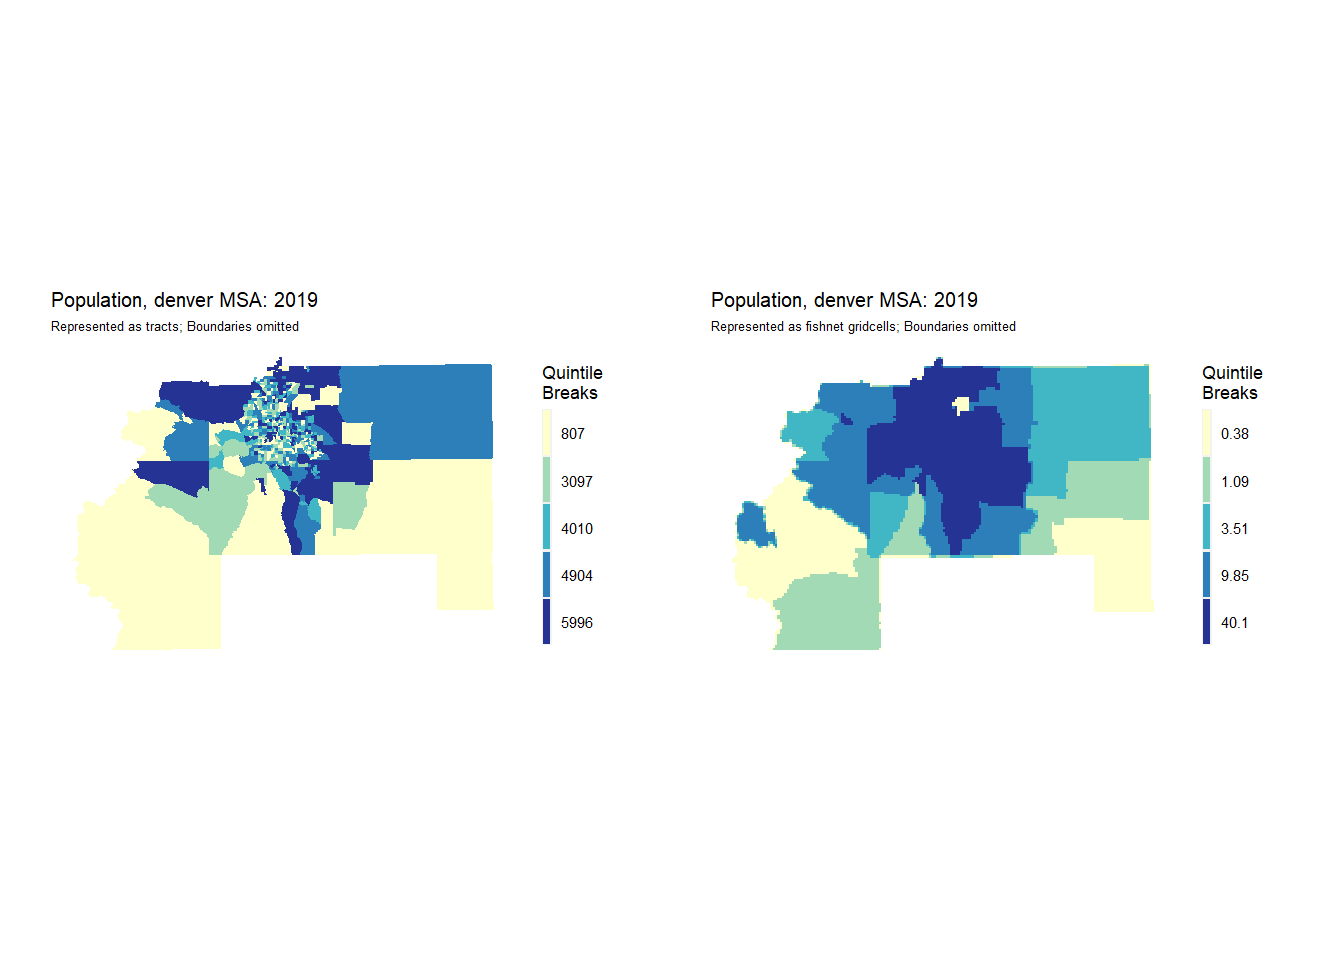 Population, denver MSA: 2019
Represented as tracts; Boundaries omitted
Quintile
Breaks
807
3097
4010
4904
5996
Population, denver MSA: 2019
Represented as fishnet gridcells; Boundaries omitted
Quintile
Breaks
0.38
1.09
3.51
9.85
40.1